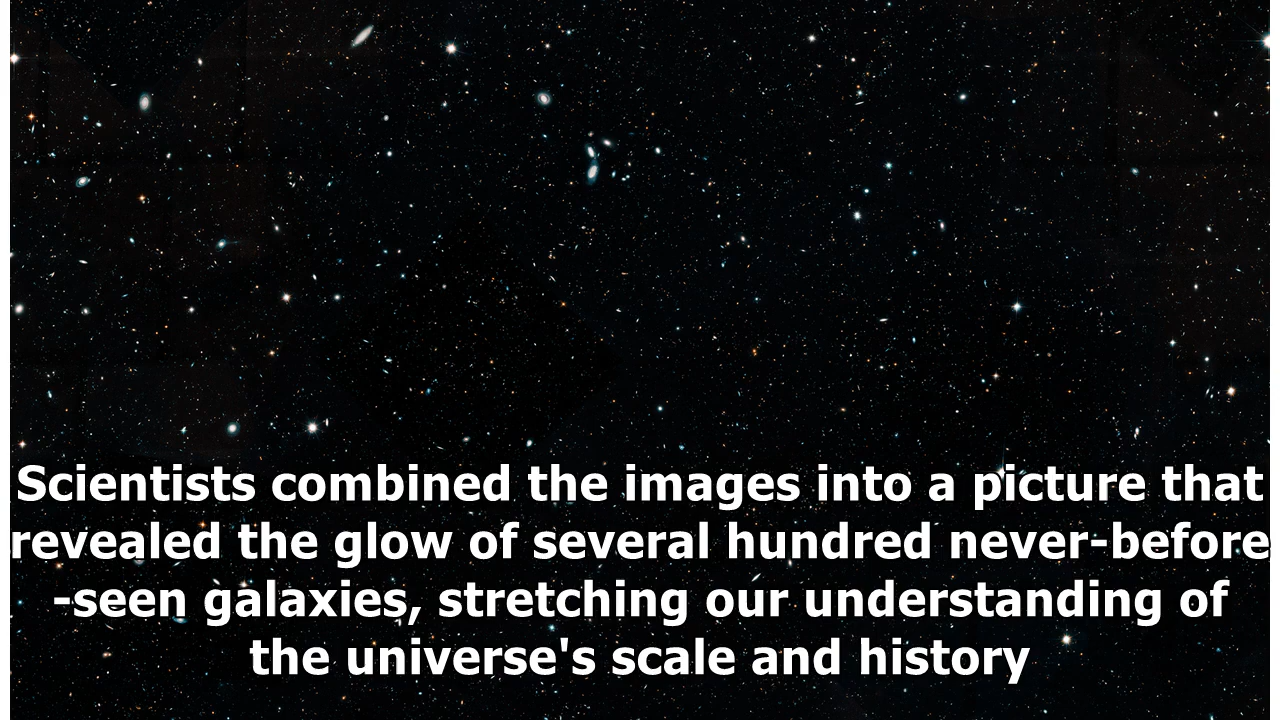 Scientists combined the images into a picture that
revealed the glow of several hundred never-before
-seen galaxies, stretching our understanding of
the universe's scale and history